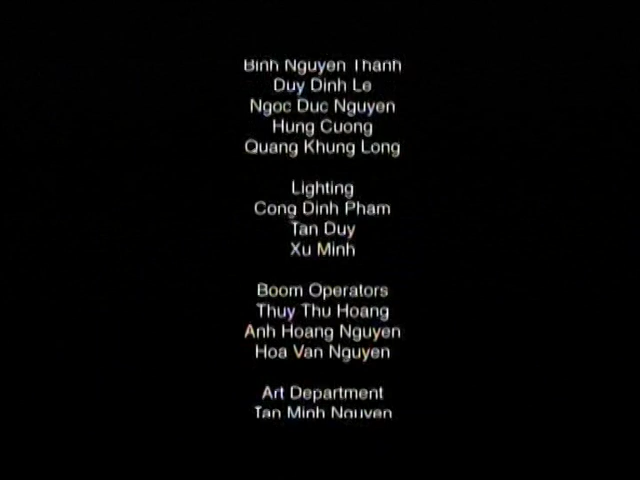 Binh Nguyen Thanh
Duy Dinh Le
Ngoc Duc Nguyen
Hung Cuong
Quang Khung Long
Lighting
Cong Dinh Pham
Tan Duy
Xu Minh
Boom Operators
Thuy Thu Hoang
Anh Hoang Nguyen
Hoa Van Nguyen
Art Department
Tan Minh Nguyen